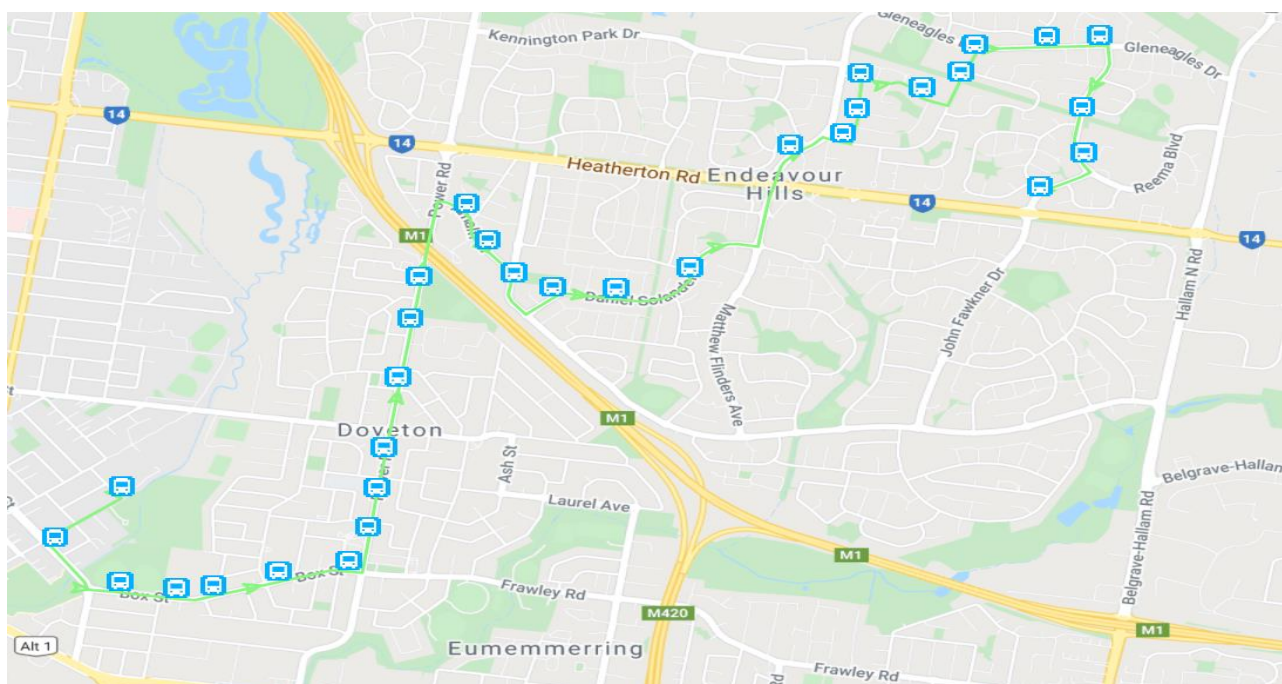 Gleneagles
Kennington Park Dr
Gleneagles Dr
14
14
Heatherton Rd
Endeavour
Hills
Reema Blvd
Power Rd
M1
14
14
Daniel Solander
Hallam N Rd
John Fawkner Dr
Matthew Flinders Ave
M1
Doveton
Ash St
Laurel Ave
Belgrave-Hallam
Belgrave-Hallam Rd
M1
Box St
Box St
Frawley Rd
M420
M1
Alt 1
Eumemmerring
Frawley Rd
Rd